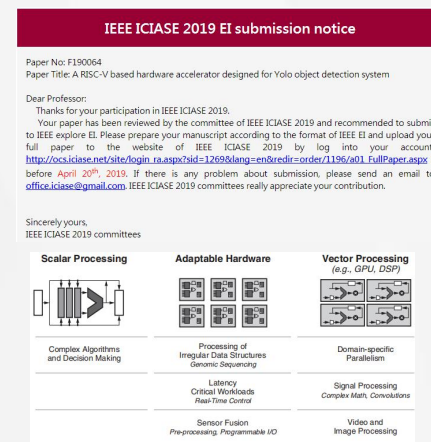 IEEE ICIASE 2019 EI submission notice
Paper No: F190064
Paper Title: A RISC-V based hardware accelerator designed for Yolo object detection system
Dear Professor:
Thanks for your participation in IEEE ICIASE 2019.
Your paper has been reviewed by the committee of IEEE ICIASE 2019 and recommended to submi
to IEEE explore EI. Please prepare your manuscript according to the format of IEEE EI and upload you
full paper to the website of IEEE ICIASE 2019 by log into your account
http://ocs.iciase.net/site/login_ra.aspx?sid=1269&lang=en&redir=order/1196/a01_FullPaper.aspx
before April 20th, 2019. If there is any problem about submission, please send an email t
office.iciase@gmail.com. IEEE ICIASE 2019 committees really appreciate your contribution.
Sincerely yours,
IEEE ICIASE 2019 committees
Scalar Processing
Adaptable Hardware
Vector Processing
(e.g., GPU, DSP)
Complex Algorithms
and Decision Making
Processing of
Irregular Data Structures
Genomic Sequencing
Domain-specific
Parallelism
Latency
Critical Workloads
Real-Time Control
Signal Processing
Complex Math, Convolutions
Sensor Fusion
Pre-processing, Programmable I/O
Video and
Image Processing